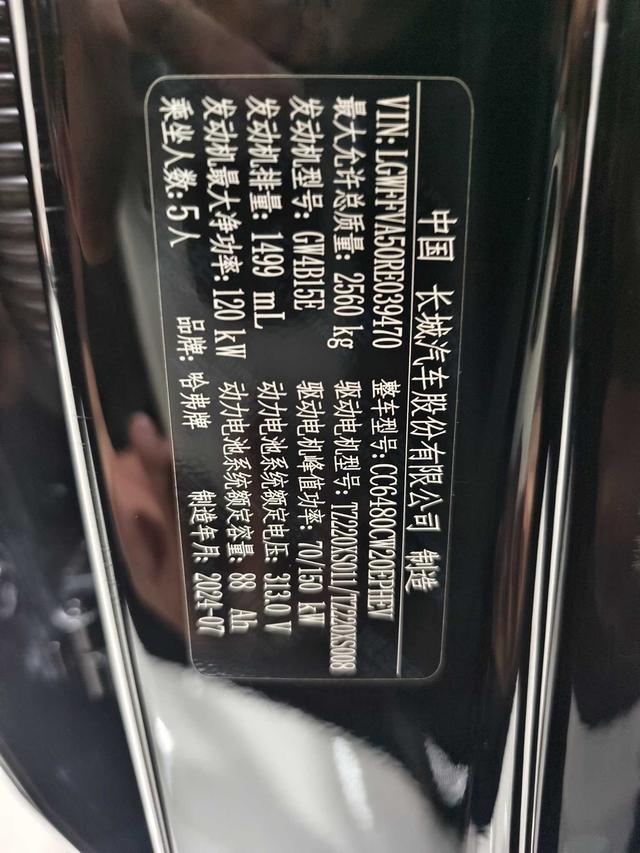 中国 长城汽车股份有限公司 制造
VIN:LGWFFVA50RE039470 整车型号:CC6480CW20EPHEV
最大允许总质量: 2560 kg 驱动电机型号: TZ220XS011/TZ220XS008
发动机型号: GW4B15E 驱动电机峰值功率: 70/150 kW
发动机排量: 1499 mL 动力电池系统额定电压: 313.0 V
发动机最大净功率: 120 kW 动力电池系统额定容量: 88 Ah
乘坐人数: 5人 品牌: 哈弗牌 制造年月: 2024-07